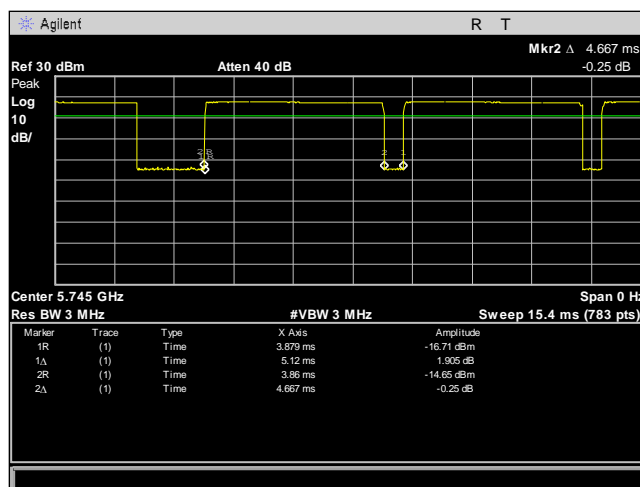 Agilent R T
Mkr2 Δ 4.667 ms
Ref 30 dBm Atten 40 dB -0.25 dB
Peak
Log
10
dB/
Center 5.745 GHz Span 0 Hz
Res BW 3 MHz #VBW 3 MHz Sweep 15.4 ms (783 pts)
Marker Trace Type X Axis Amplitude
1R (1) Time 3.879 ms -16.71 dBm
1Δ (1) Time 5.12 ms 1.905 dB
2R (1) Time 3.86 ms -14.65 dBm
2Δ (1) Time 4.667 ms -0.25 dB